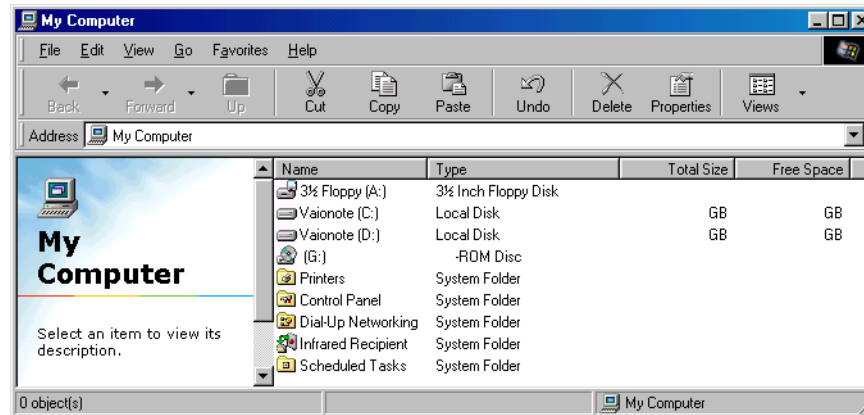 My Computer
File Edit View Go Favorites Help
Back Forward Up Cut Copy Paste Undo Delete Properties Views
Address My Computer
Name Type Total Size Free Space
3½ Floppy (A:) 3½ Inch Floppy Disk
Vaionote (C:) Local Disk GB GB
Vaionote (D:) Local Disk GB GB
(G:) -ROM Disc
Printers System Folder
Control Panel System Folder
Dial-Up Networking System Folder
Infrared Recipient System Folder
Scheduled Tasks System Folder
My
Computer
Select an item to view its
description.
0 object(s) My Computer